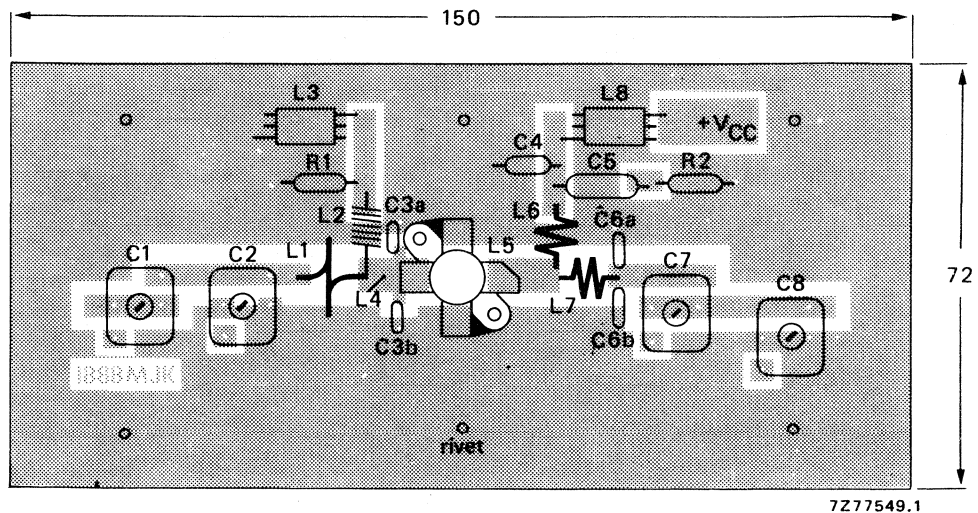 150
L3
L8
+VCC
C4
R1
C5
R2
L2
C3a
L6
C6a
C1
C2
L1
L5
C7
C8
72
L4
L7
C3b
C6b
1888MJK
rivet
7Z77549.1